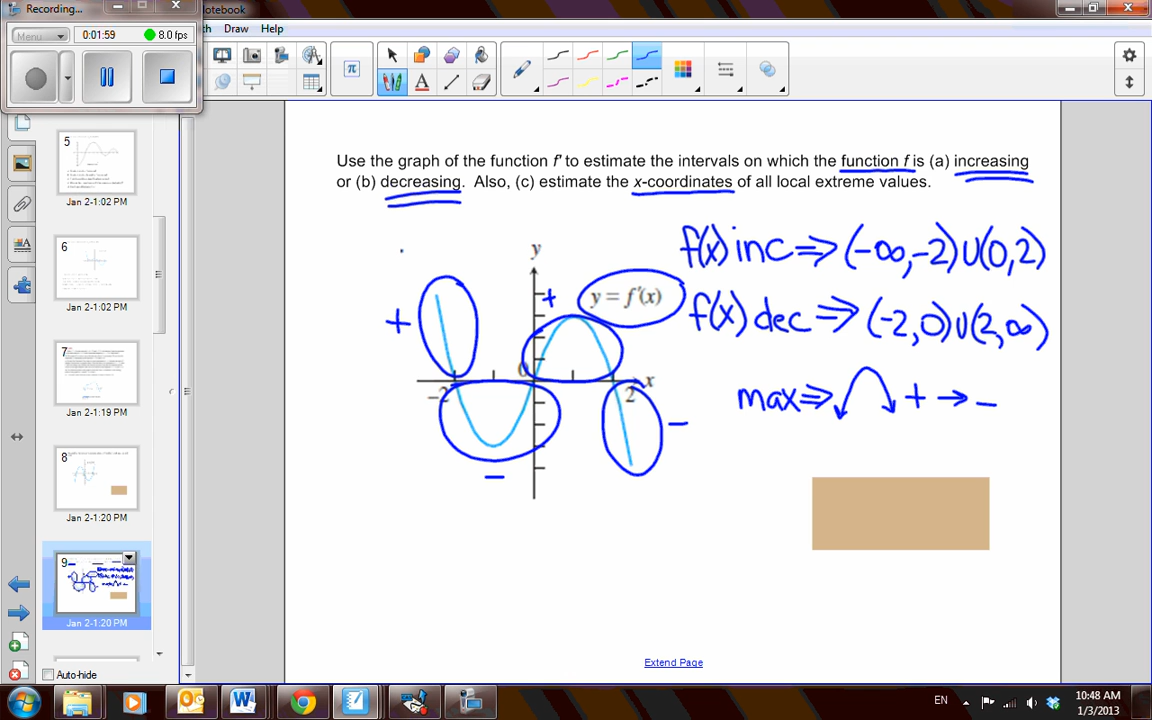 Recording...
Notebook
Menu 0:01:59 8.0 fps
th Draw Help
π
A
5
Jan 2-1:02 PM
6
Jan 2-1:02 PM
7
Jan 2-1:19 PM
8
Jan 2-1:20 PM
9
Jan 2-1:20 PM
Auto-hide
Use the graph of the function f' to estimate the intervals on which the function f is (a) increasing
or (b) decreasing. Also, (c) estimate the x-coordinates of all local extreme values.
y
f(x) inc ⇒ (-∞,-2)∪(0,2)
+ + y = f'(x)
f(x) dec ⇒ (-2,0)∪(2,∞)
0 x
-2 2
max ⇒ + → -
-
-
Extend Page
EN
10:48 AM
1/3/2013